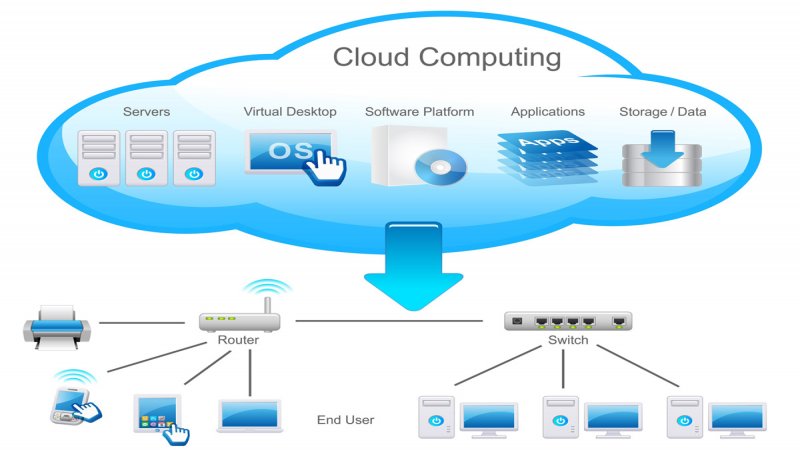 Cloud Computing
Servers
Virtual Desktop
Software Platform
Applications
Storage / Data
OS
Apps
Router
Switch
End User